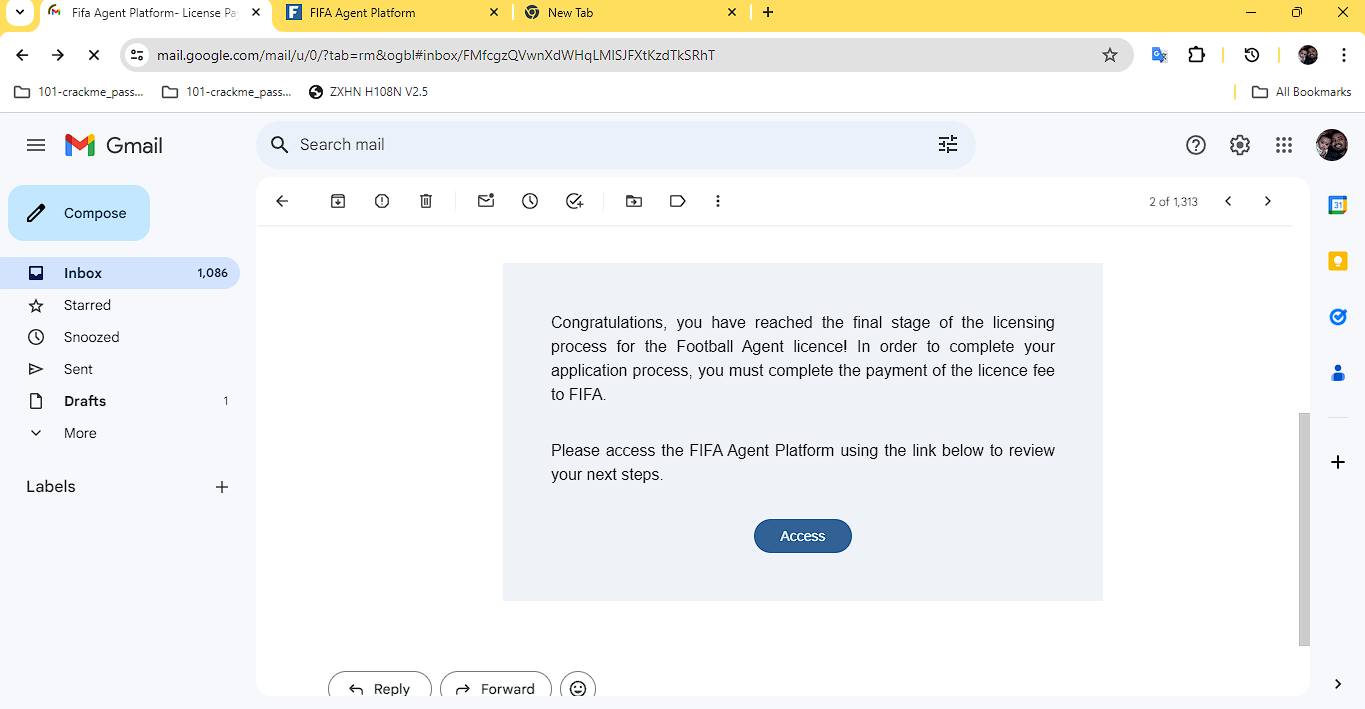 Fifa Agent Platform- License Pa
FIFA Agent Platform
New Tab
mail.google.com/mail/u/0/?tab=rm&ogbl#inbox/FMfcgzQVwnXdWHqLMlSJFXtKzdTkSRhT
101-crackme_pass...
101-crackme_pass...
ZXHN H108N V2.5
All Bookmarks
Gmail
Search mail
Compose
2 of 1,313
31
Inbox 1,086
Starred
Snoozed
Sent
Drafts 1
More
Labels
Congratulations, you have reached the final stage of the licensing
process for the Football Agent licence! In order to complete your
application process, you must complete the payment of the licence fee
to FIFA.
Please access the FIFA Agent Platform using the link below to review
your next steps.
Access
Reply
Forward